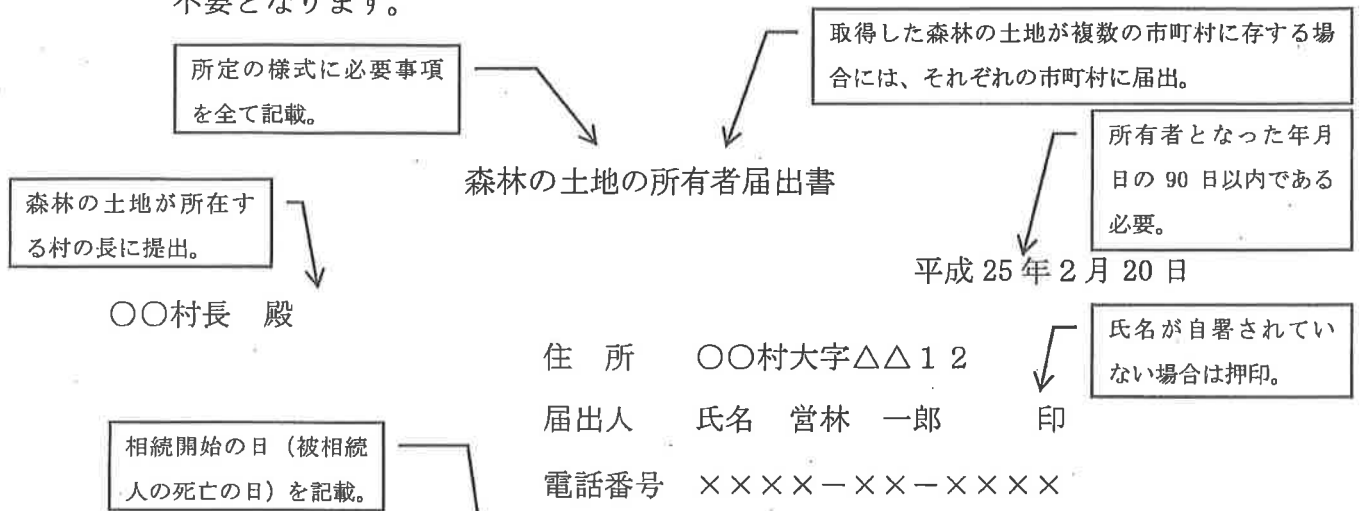 不要となります。
所定の様式に必要事項
を全て記載。
取得した森林の土地が複数の市町村に存する場
合には、それぞれの市町村に届出。
森林の土地の所有者届出書
所有者となった年月
日の 90 日以内である
必要。
森林の土地が所在す
る村の長に提出。
平成 25 年 2 月 20 日
〇〇村長 殿
氏名が自署されてい
ない場合は押印。
住 所 〇〇村大字△△１２
届出人 氏名 営林 一郎 印
相続開始の日（被相続
人の死亡の日）を記載。
電話番号 ××××－××－××××